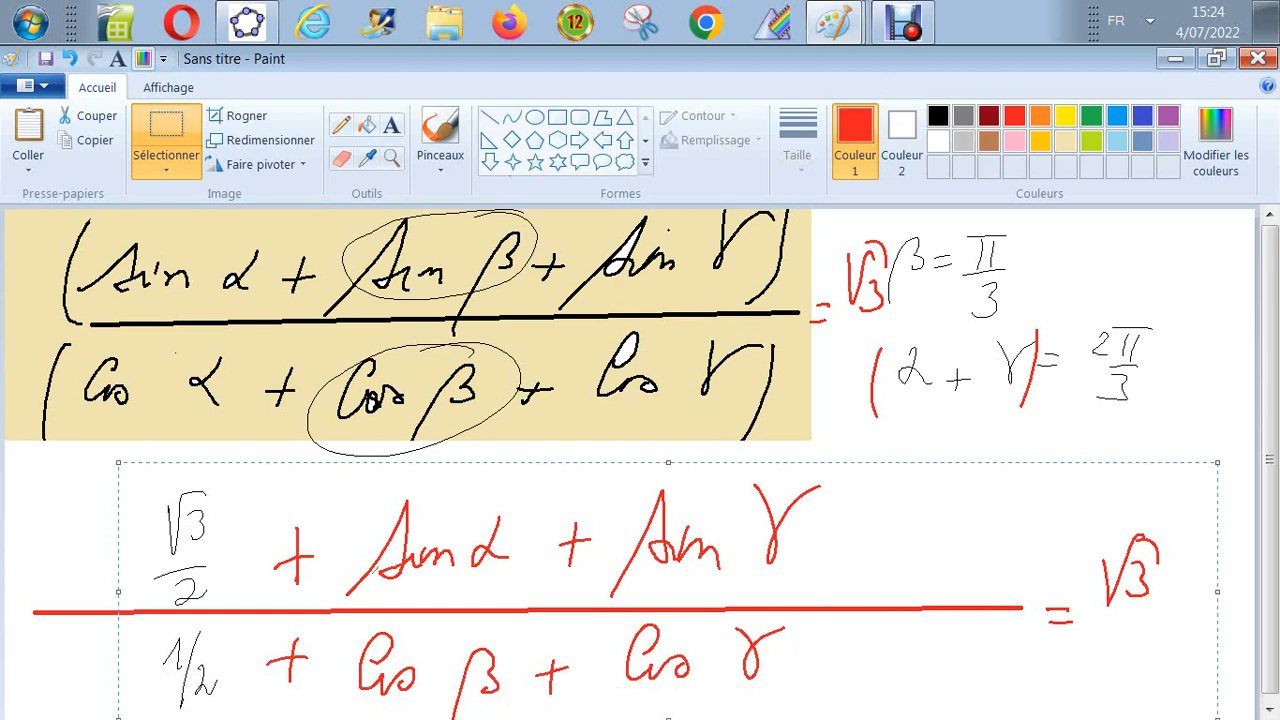 12
FR
15:24
4/07/2022
Sans titre - Paint
Accueil
Affichage
Coller
Couper
Copier
Presse-papiers
Sélectionner
Rogner
Redimensionner
Faire pivoter
Image
Outils
Pinceaux
Contour
Remplissage
Formes
Taille
Couleur 1
Couleur 2
Modifier les couleurs
Couleurs
(sin α + sin β + sin γ)
(cos α + cos β + cos γ)
= √3
β = π/3
(α + γ) = 2π/3
√3/2 + sin α + sin γ
1/2 + cos β + cos γ
= √3